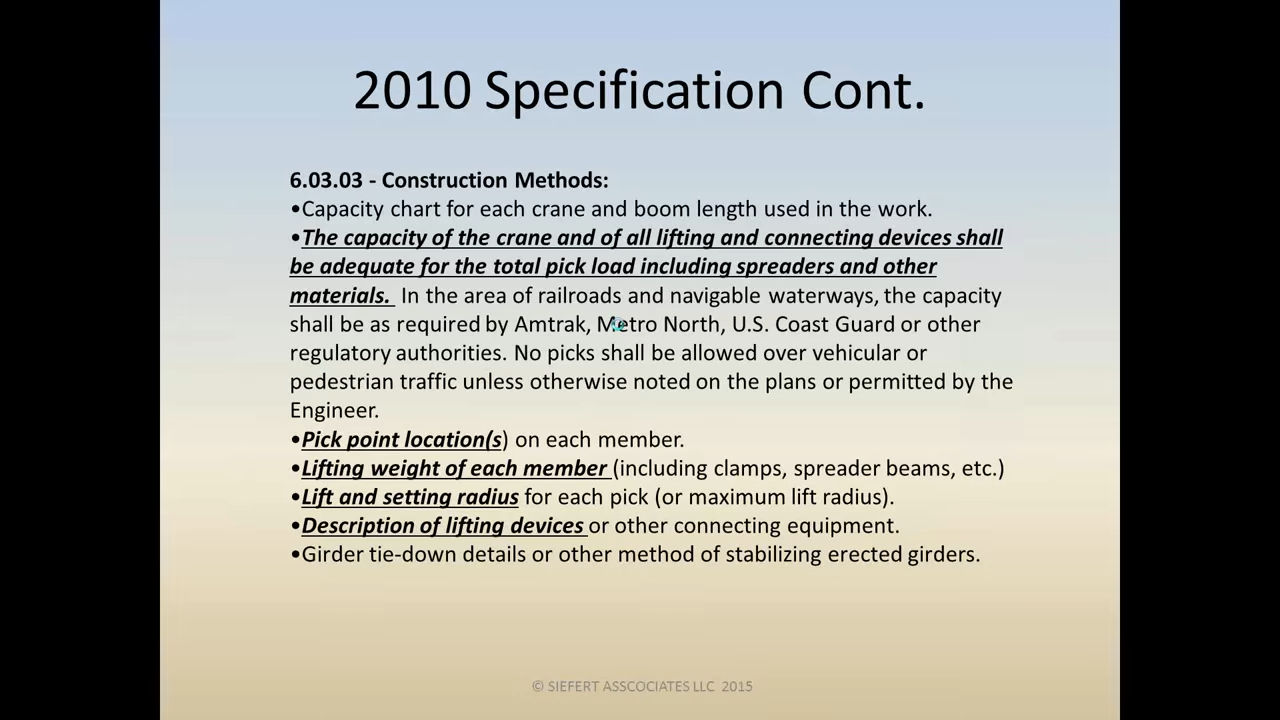 2010 Specification Cont.
6.03.03 - Construction Methods:
•Capacity chart for each crane and boom length used in the work.
•The capacity of the crane and of all lifting and connecting devices shall
be adequate for the total pick load including spreaders and other
materials. In the area of railroads and navigable waterways, the capacity
shall be as required by Amtrak, Metro North, U.S. Coast Guard or other
regulatory authorities. No picks shall be allowed over vehicular or
pedestrian traffic unless otherwise noted on the plans or permitted by the
Engineer.
•Pick point location(s) on each member.
•Lifting weight of each member (including clamps, spreader beams, etc.)
•Lift and setting radius for each pick (or maximum lift radius).
•Description of lifting devices or other connecting equipment.
•Girder tie-down details or other method of stabilizing erected girders.
© SIEFERT ASSCOCIATES LLC 2015